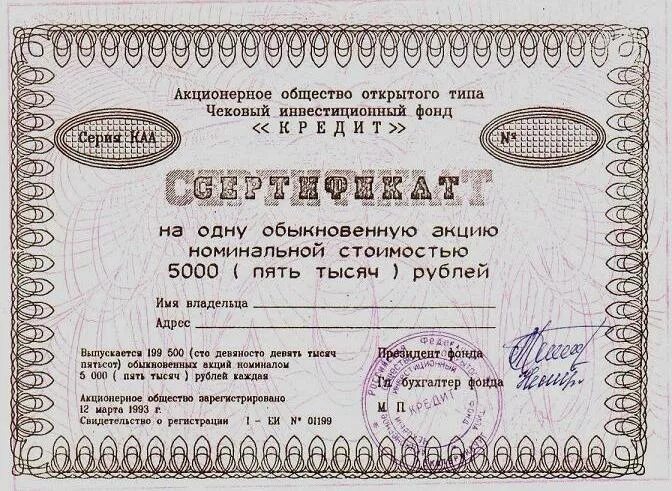 Акционерное общество открытого типа
Чековый инвестиционный фонд
<< КРЕДИТ >>
Серия КАА
№
СЕРТИФИКАТ
на одну обыкновенную акцию
номинальной стоимостью
5000 ( пять тысяч ) рублей
Имя владельца
Адрес
Выпускается 199 500 (сто девяносто девять тысяч
пятьсот) обыкновенных акций номиналом
5 000 ( пять тысяч ) рублей каждая
Акционерное общество зарегистрировано
12 марта 1993 г.
Свидетельство о регистрации I - ЕИ № 01199
Президент фонда
Гл бухгалтер фонда
М П
КРЕДИТ